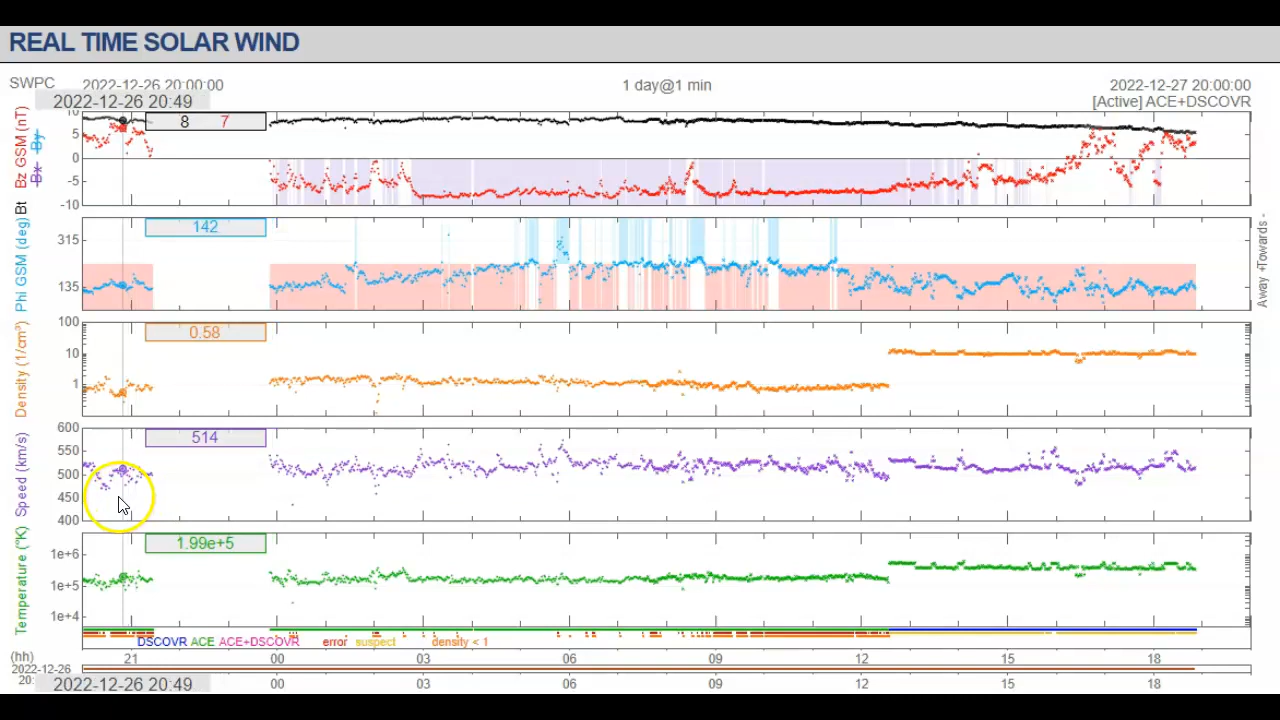 REAL TIME SOLAR WIND
SWPC 2022-12-26 20:00:00 1 day@1 min 2022-12-27 20:00:00
2022-12-26 20:49 [Active] ACE+DSCOVR
Bt Bz GSM (nT)
Bx By
10
5
0
-5
-10
8 7
Phi GSM (deg)
315
135
142
Away + Towards -
Density (1/cm³)
100
10
1
0.58
Speed (km/s)
600
550
500
450
400
514
Temperature (°K)
1e+6
1e+5
1e+4
1.99e+5
DSCOVR ACE ACE+DSCOVR error suspect density < 1
(hh) 21 00 03 06 09 12 15 18
2022-12-26
20:
2022-12-26 20:49 00 03 06 09 12 15 18